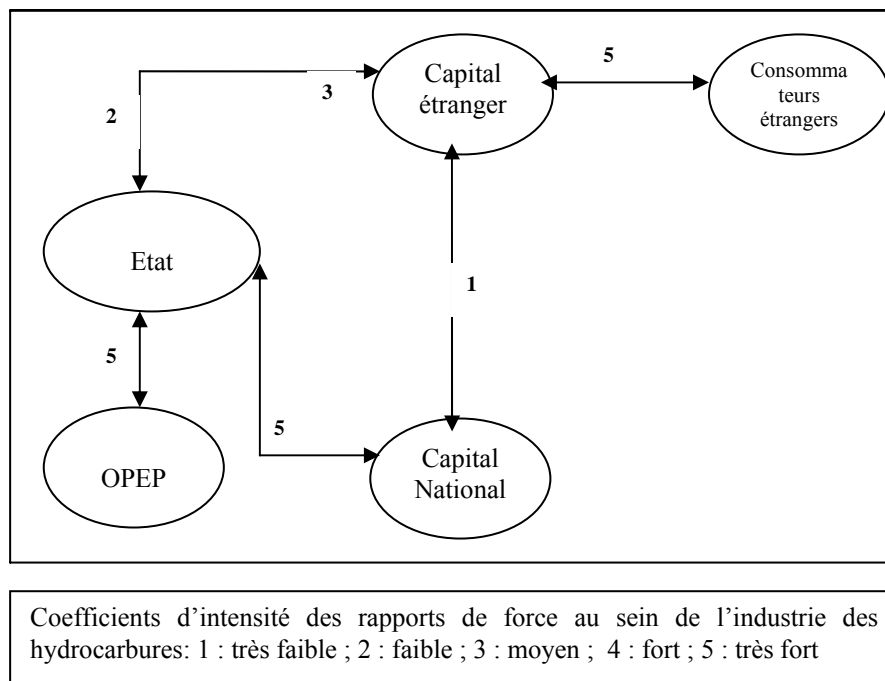 Capital
étranger
5
Consomma
teurs
étrangers
3
2
Etat
1
5
5
OPEP
Capital
National
Coefficients d’intensité des rapports de force au sein de l’industrie des
hydrocarbures: 1 : très faible ; 2 : faible ; 3 : moyen ; 4 : fort ; 5 : très fort